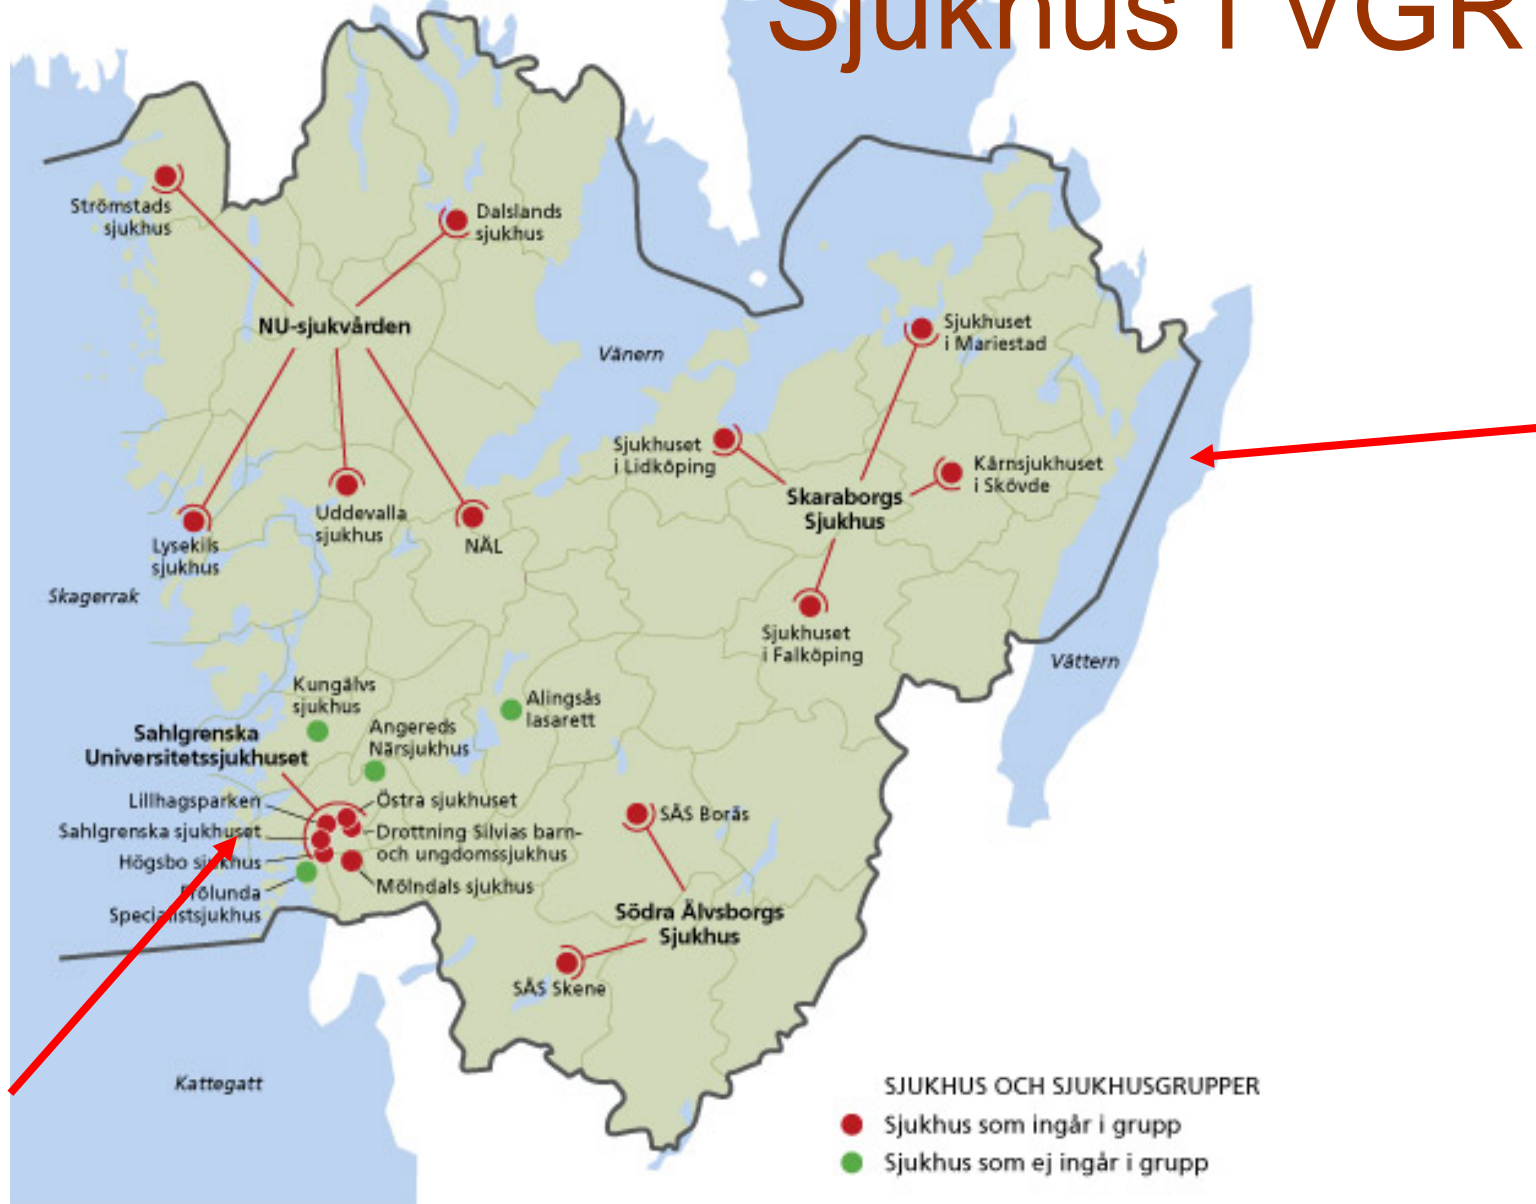 Sjukhus i VGR
Strömstads
sjukhus
Dalslands
sjukhus
NU-sjukvården
Vänern
Sjukhuset
i Mariestad
Sjukhuset
i Lidköping
Kärnsjukhuset
i Skövde
Skaraborgs
Sjukhus
Uddevalla
sjukhus
NÄL
Lysekils
sjukhus
Skagerrak
Sjukhuset
i Falköping
Vättern
Kungälvs
sjukhus
Alingsås
lasarett
Angereds
Närsjukhus
Sahlgrenska
Universitetssjukhuset
Lillhagsparken
Östra sjukhuset
Sahlgrenska sjukhuset
Drottning Silvias barn-
och ungdomssjukhus
Högsbo sjukhus
Mölndals sjukhus
Frölunda
Specialistsjukhus
SÄS Borås
Södra Älvsborgs
Sjukhus
SÄS Skene
Kattegatt
SJUKHUS OCH SJUKHUSGRUPPER
Sjukhus som ingår i grupp
Sjukhus som ej ingår i grupp